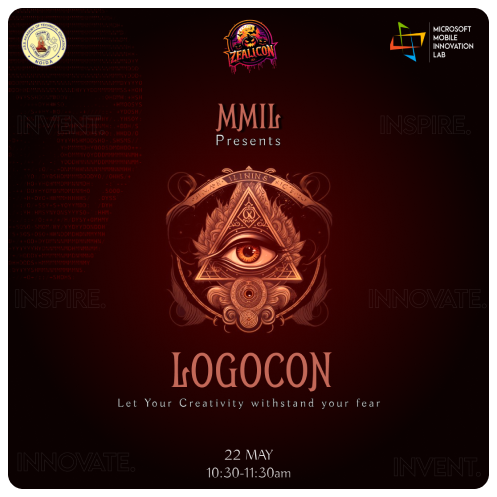 NOIDA
ZEALICON
MICROSOFT
MOBILE
INNOVATION
LAB
MMIL
Presents
INVENT.
INSPIRE.
INSPIRE.
INNOVATE.
LOGOCON
Let Your Creativity withstand your fear
22 MAY
10:30-11:30am
INNOVATE.
INVENT.